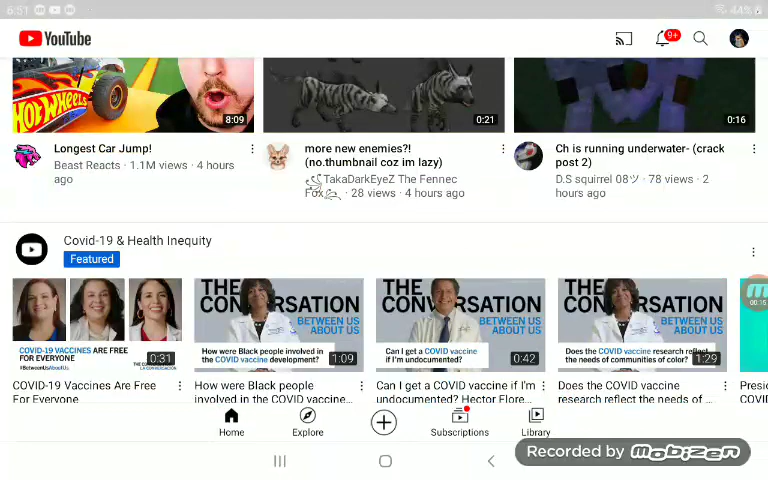 6:51
44%
YouTube
9+
HOT WHEELS
8:09
0:21
0:16
Longest Car Jump!
Beast Reacts · 1.1M views · 4 hours
ago
more new enemies?!
(no.thumbnail coz im lazy)
TakaDarkEyeZ The Fennec
Fox · 28 views · 4 hours ago
Ch is running underwater- (crack
post 2)
D.S squirrel 08ツ · 78 views · 2
hours ago
Covid-19 & Health Inequity
Featured
COVID-19 VACCINES ARE FREE
FOR EVERYONE
#BetweenUsAboutUs
0:31
THE CONVERSATION
BETWEEN US
ABOUT US
How were Black people involved in
the COVID vaccine development?
1:09
THE CONVERSATION
BETWEEN US
ABOUT US
Can I get a COVID vaccine
if I'm undocumented?
0:42
THE CONVERSATION
BETWEEN US
ABOUT US
Does the COVID vaccine research reflect
the needs of communities of color?
1:29
00:15
COVID-19 Vaccines Are Free
For Everyone
How were Black people
involved in the COVID vaccine...
Can I get a COVID vaccine if I'm
undocumented? Hector Flore...
Does the COVID vaccine
research reflect the needs of ...
Presi
COVI
Home
Explore
Subscriptions
Library
Recorded by mobizen